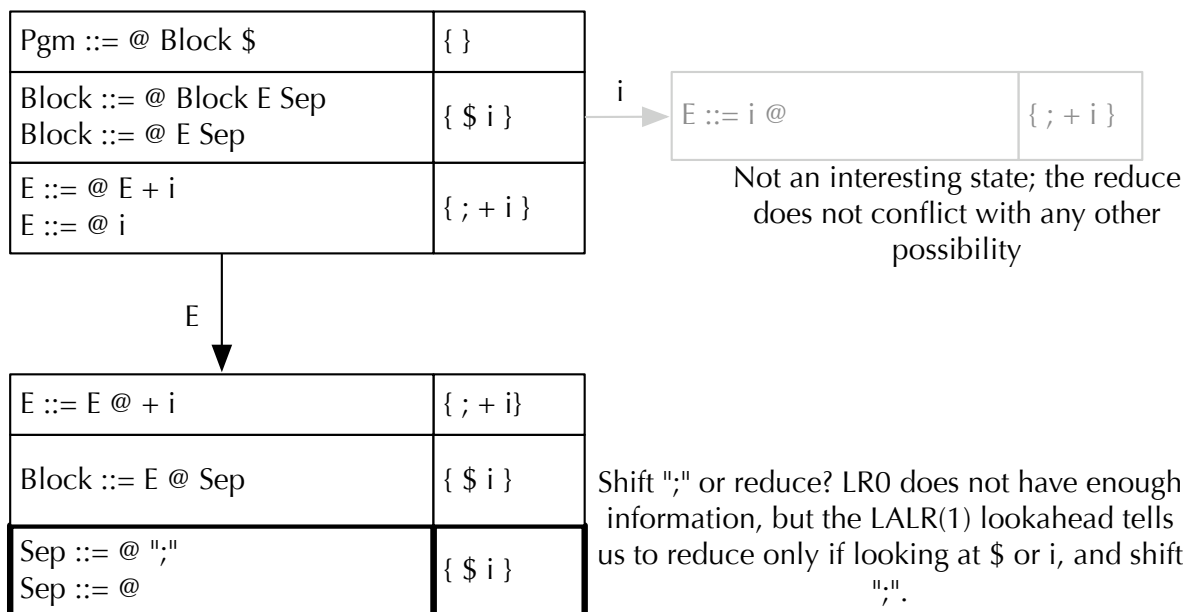 Pgm ::= @ Block $ { }
Block ::= @ Block E Sep
Block ::= @ E Sep
{ $ i }
E ::= @ E + i
E ::= @ i
{ ; + i }
i
E ::= i @ { ; + i }
Not an interesting state; the reduce
does not conflict with any other
possibility
E
E ::= E @ + i { ; + i}
Block ::= E @ Sep { $ i }
Sep ::= @ ";"
Sep ::= @
{ $ i }
Shift ";" or reduce? LR0 does not have enough
information, but the LALR(1) lookahead tells
us to reduce only if looking at $ or i, and shift
";".